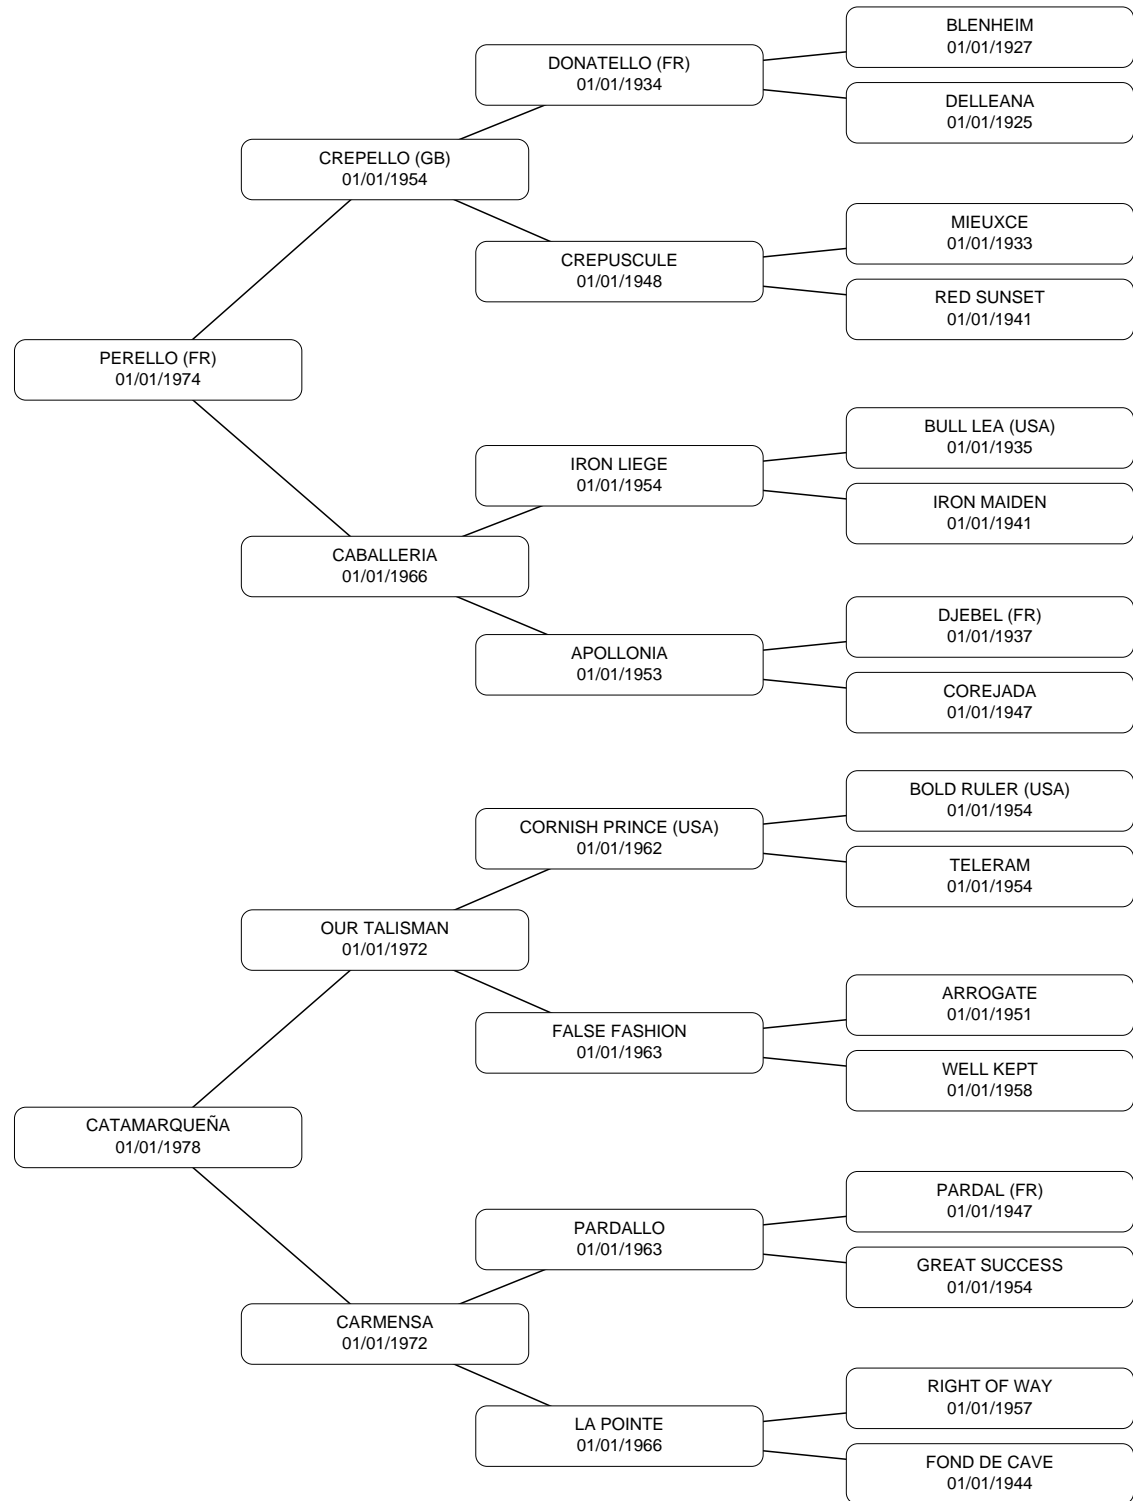 BLENHEIM
01/01/1927
DONATELLO (FR)
01/01/1934
DELLEANA
01/01/1925
CREPELLO (GB)
01/01/1954
MIEUXCE
01/01/1933
CREPUSCULE
01/01/1948
RED SUNSET
01/01/1941
PERELLO (FR)
01/01/1974
BULL LEA (USA)
01/01/1935
IRON LIEGE
01/01/1954
IRON MAIDEN
01/01/1941
CABALLERIA
01/01/1966
DJEBEL (FR)
01/01/1937
APOLLONIA
01/01/1953
COREJADA
01/01/1947
BOLD RULER (USA)
01/01/1954
CORNISH PRINCE (USA)
01/01/1962
TELERAM
01/01/1954
OUR TALISMAN
01/01/1972
ARROGATE
01/01/1951
FALSE FASHION
01/01/1963
WELL KEPT
01/01/1958
CATAMARQUEÑA
01/01/1978
PARDAL (FR)
01/01/1947
PARDALLO
01/01/1963
GREAT SUCCESS
01/01/1954
CARMENSA
01/01/1972
RIGHT OF WAY
01/01/1957
LA POINTE
01/01/1966
FOND DE CAVE
01/01/1944